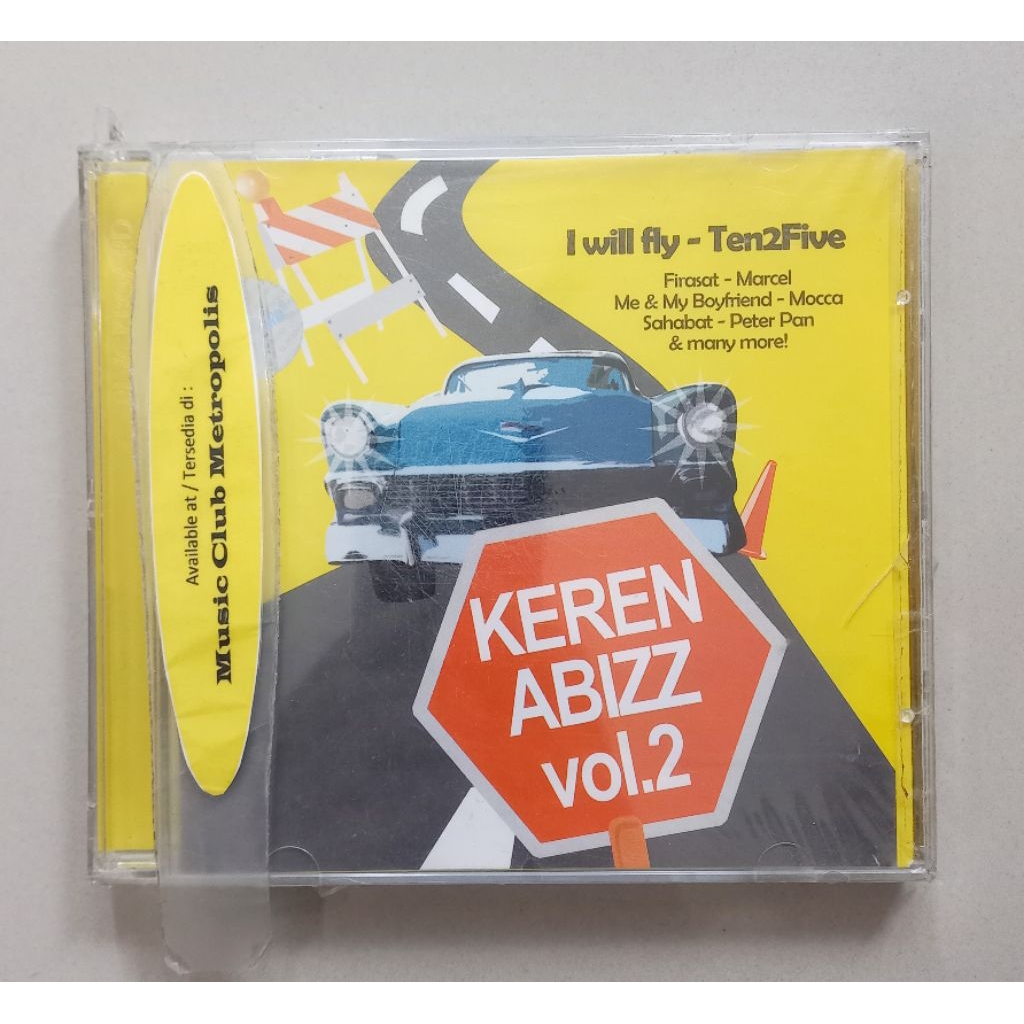 I will fly - Ten2Five
Firasat - Marcel
Me & My Boyfriend - Mocca
Sahabat - Peter Pan
& many more!
KEREN
ABIZZ
vol.2
Available at / Tersedia di :
Music Club Metropolis